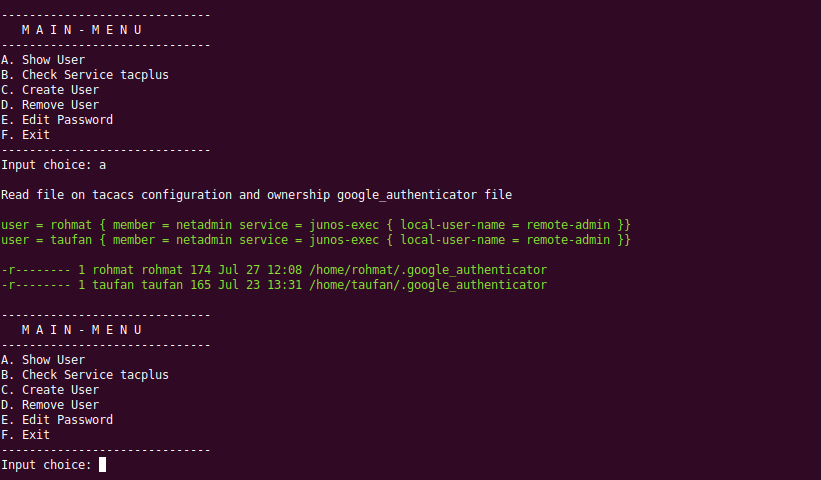 ------------------------------
M A I N - M E N U
------------------------------
A. Show User
B. Check Service tacplus
C. Create User
D. Remove User
E. Edit Password
F. Exit
------------------------------
Input choice: a
Read file on tacacs configuration and ownership google_authenticator file
user = rohmat { member = netadmin service = junos-exec { local-user-name = remote-admin }}
user = taufan { member = netadmin service = junos-exec { local-user-name = remote-admin }}
-r-------- 1 rohmat rohmat 174 Jul 27 12:08 /home/rohmat/.google_authenticator
-r-------- 1 taufan taufan 165 Jul 23 13:31 /home/taufan/.google_authenticator
------------------------------
M A I N - M E N U
------------------------------
A. Show User
B. Check Service tacplus
C. Create User
D. Remove User
E. Edit Password
F. Exit
------------------------------
Input choice: